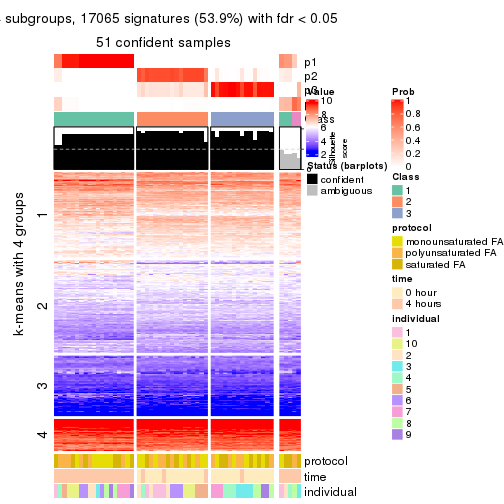 subgroups, 17065 signatures (53.9%) with fdr < 0.05
51 confident samples
p1
p2
k-means with 4 groups
1
2
3
4
protocol
time
individual
Value
10
8
6
4
2
Silhouette
score
Status (barplots)
confident
ambiguous
Prob
1
0.8
0.6
0.4
0.2
0
Class
1
2
3
protocol
monounsaturated FA
polyunsaturated FA
saturated FA
time
0 hour
4 hours
individual
1
10
2
3
4
5
6
7
8
9